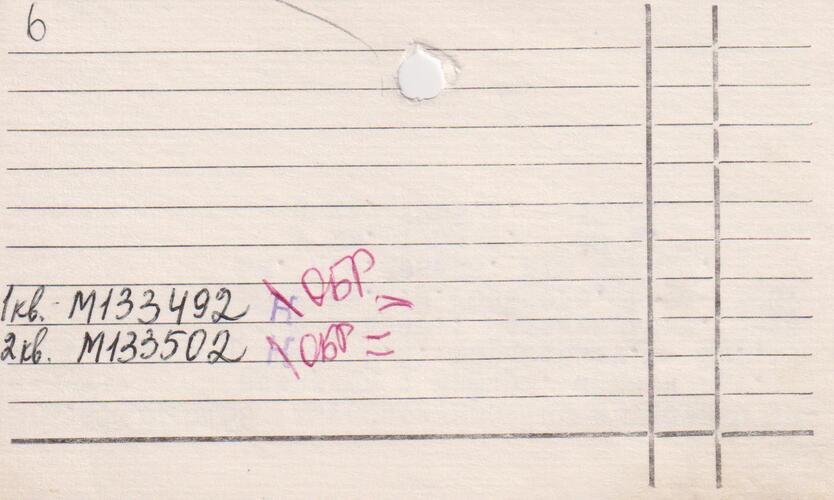 6
1кв. - М133492 Н ОБР =
2кв. М133502 Н ОБР =